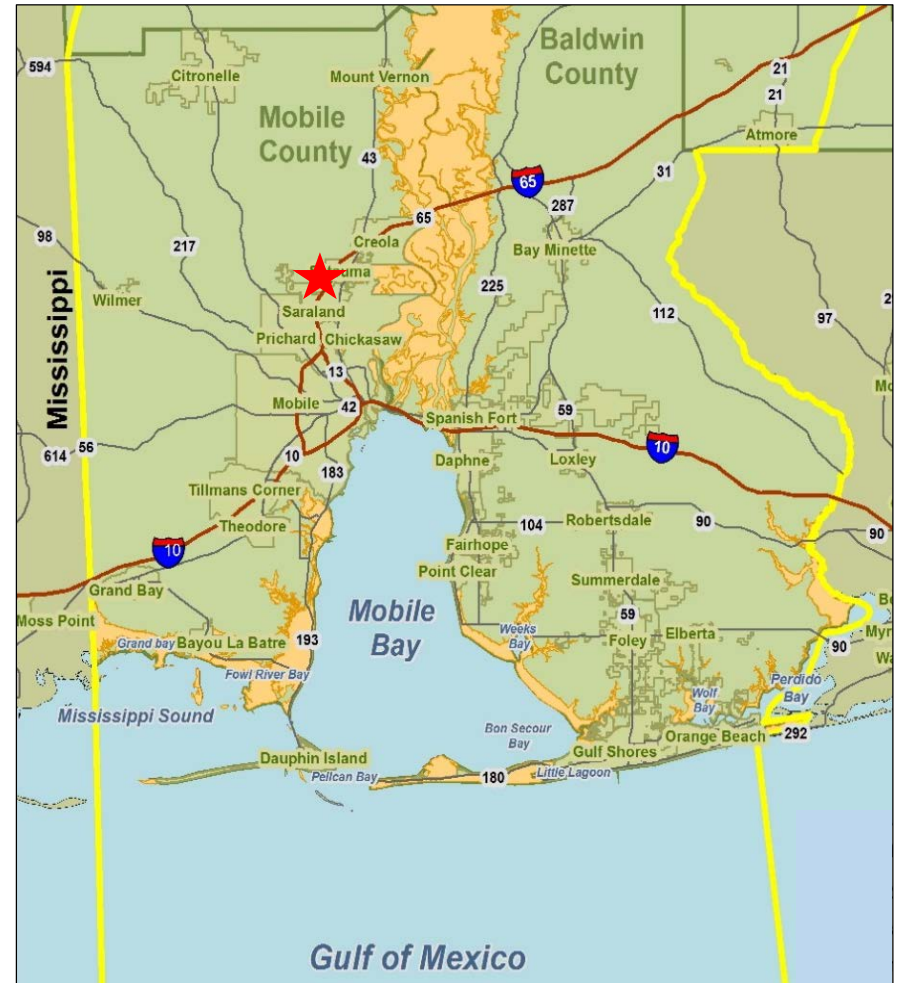 Baldwin
County
594
Citronelle
Mount Vernon
21
21
Mobile
County
Atmore
43
31
65
287
65
98
217
Creola
Bay Minette
225
Wilmer
112
97
Saraland
Prichard
Chickasaw
Mississippi
13
Mobile
42
Spanish Fort
59
614
56
10
Daphne
Loxley
10
183
Tillmans Corner
Theodore
104
Robertsdale
90
90
10
Fairhope
Point Clear
Summerdale
Grand Bay
Moss Point
Mobile
Bay
59
Weeks
Bay
Foley
Elberta
Grand bay
Bayou La Batre
193
90
Fowl River Bay
Wolf
Bay
Perdido
Bay
Mississippi Sound
Bon Secour
Bay
Orange Beach
292
Dauphin Island
Gulf Shores
Pelican Bay
180
Little Lagoon
Gulf of Mexico